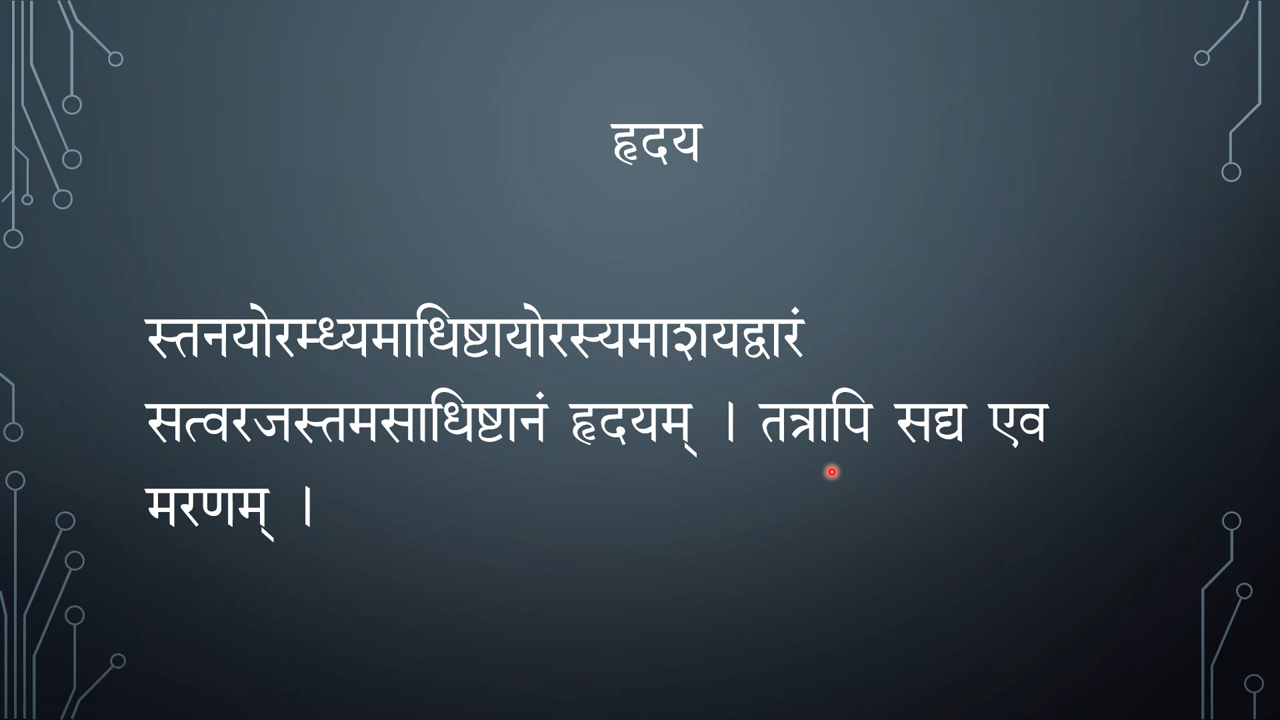 हृदय
स्तनयोरम्ध्यमाधिष्टायोरस्यमाशयद्वारं
सत्वरजस्तमसाधिष्टानं हृदयम् । तत्रापि सद्य एव
मरणम् ।